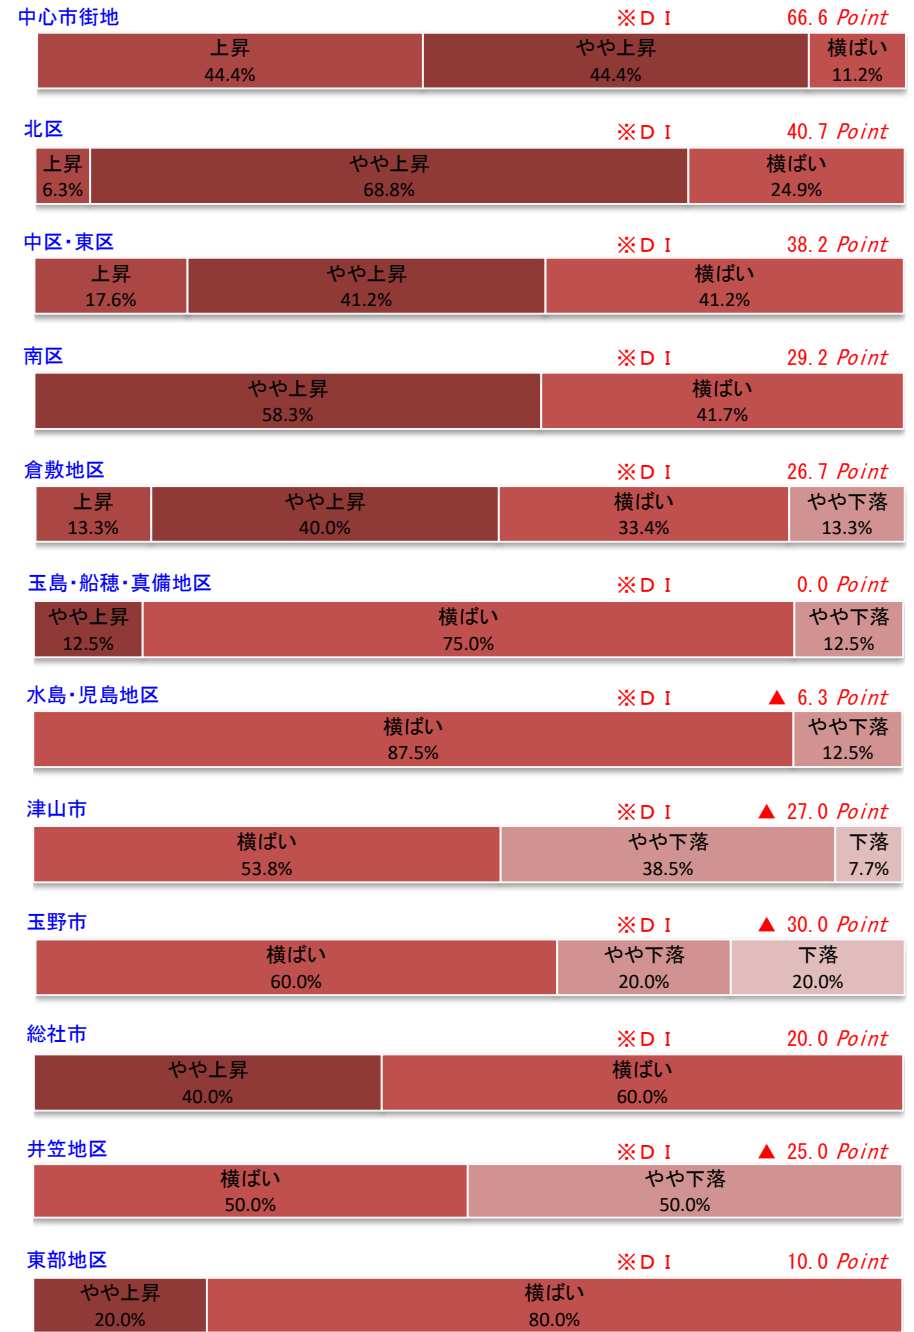 中心市街地 ※ＤＩ 66.6 Point
上昇 やや上昇 横ばい
44.4% 44.4% 11.2%
北区 ※ＤＩ 40.7 Point
上昇 やや上昇 横ばい
6.3% 68.8% 24.9%
中区・東区 ※ＤＩ 38.2 Point
上昇 やや上昇 横ばい
17.6% 41.2% 41.2%
南区 ※ＤＩ 29.2 Point
やや上昇 横ばい
58.3% 41.7%
倉敷地区 ※ＤＩ 26.7 Point
上昇 やや上昇 横ばい やや下落
13.3% 40.0% 33.4% 13.3%
玉島・船穂・真備地区 ※ＤＩ 0.0 Point
やや上昇 横ばい やや下落
12.5% 75.0% 12.5%
水島・児島地区 ※ＤＩ ▲ 6.3 Point
横ばい やや下落
87.5% 12.5%
津山市 ※ＤＩ ▲ 27.0 Point
横ばい やや下落 下落
53.8% 38.5% 7.7%
玉野市 ※ＤＩ ▲ 30.0 Point
横ばい やや下落 下落
60.0% 20.0% 20.0%
総社市 ※ＤＩ 20.0 Point
やや上昇 横ばい
40.0% 60.0%
井笠地区 ※ＤＩ ▲ 25.0 Point
横ばい やや下落
50.0% 50.0%
東部地区 ※ＤＩ 10.0 Point
やや上昇 横ばい
20.0% 80.0%